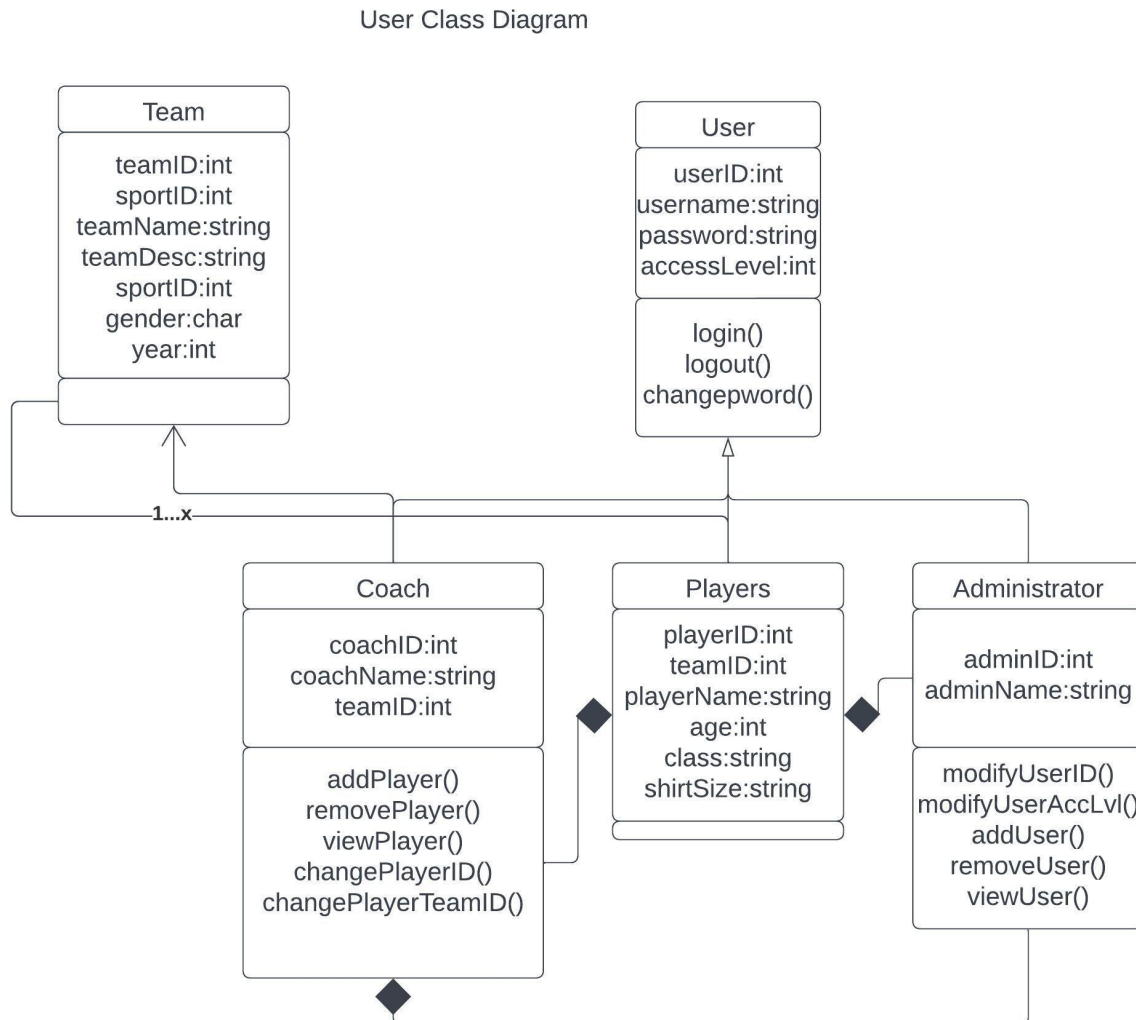 User Class Diagram
Team
teamID:int
sportID:int
teamName:string
teamDesc:string
sportID:int
gender:char
year:int
User
userID:int
username:string
password:string
accessLevel:int
login()
logout()
changepword()
1...x
Coach
coachID:int
coachName:string
teamID:int
addPlayer()
removePlayer()
viewPlayer()
changePlayerID()
changePlayerTeamID()
Players
playerID:int
teamID:int
playerName:string
age:int
class:string
shirtSize:string
Administrator
adminID:int
adminName:string
modifyUserID()
modifyUserAccLvl()
addUser()
removeUser()
viewUser()